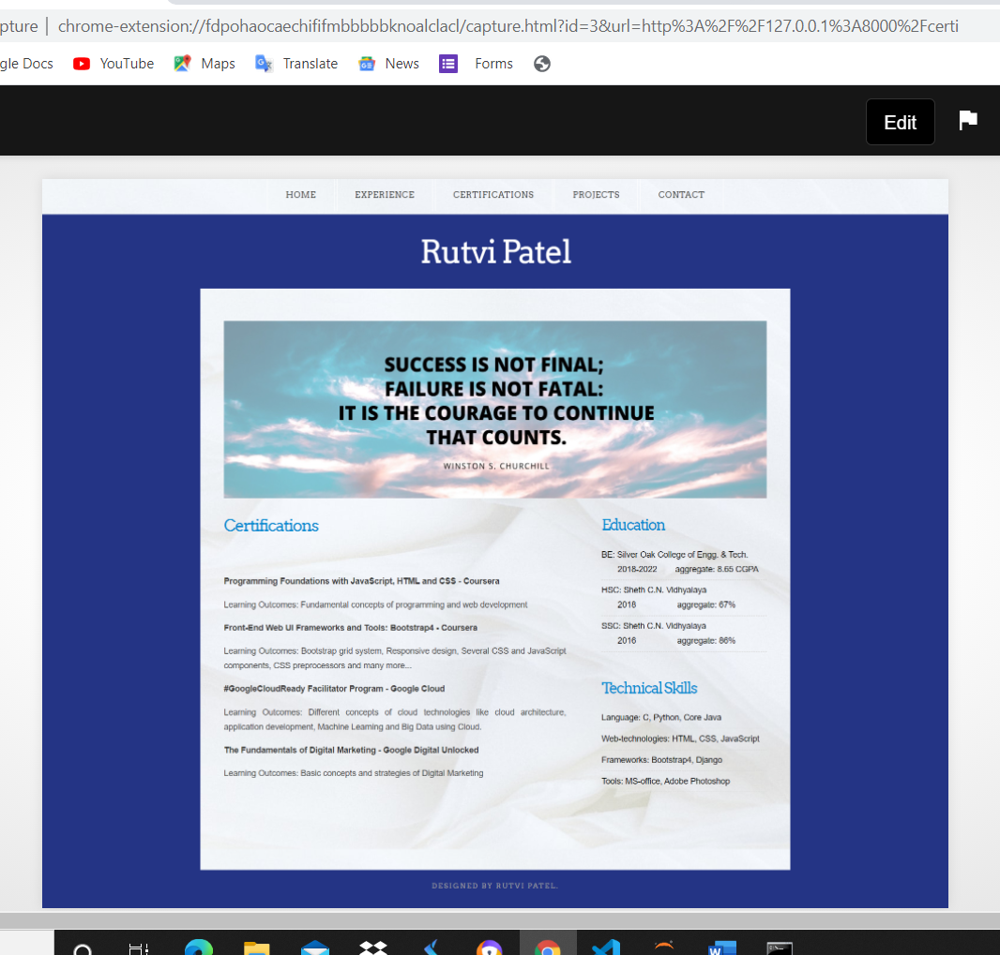 pture
chrome-extension://fdpohaocaechififmbbbbbknoalclacl/capture.html?id=3&url=http%3A%2F%2F127.0.0.1%3A8000%2Fcerti
gle Docs YouTube Maps Translate News Forms
Edit
HOME EXPERIENCE CERTIFICATIONS PROJECTS CONTACT
Rutvi Patel
SUCCESS IS NOT FINAL;
FAILURE IS NOT FATAL:
IT IS THE COURAGE TO CONTINUE
THAT COUNTS.
WINSTON S. CHURCHILL
Certifications
Programming Foundations with JavaScript, HTML and CSS - Coursera
Learning Outcomes: Fundamental concepts of programming and web development
Front-End Web UI Frameworks and Tools: Bootstrap4 - Coursera
Learning Outcomes: Bootstrap grid system, Responsive design, Several CSS and JavaScript
components, CSS preprocessors and many more...
#GoogleCloudReady Facilitator Program - Google Cloud
Learning Outcomes: Different concepts of cloud technologies like cloud architecture,
application development, Machine Learning and Big Data using Cloud.
The Fundamentals of Digital Marketing - Google Digital Unlocked
Learning Outcomes: Basic concepts and strategies of Digital Marketing
Education
BE: Silver Oak College of Engg. & Tech.
2018-2022 aggregate: 8.65 CGPA
HSC: Sheth C.N. Vidhyalaya
2018 aggregate: 67%
SSC: Sheth C.N. Vidhyalaya
2016 aggregate: 86%
Technical Skills
Language: C, Python, Core Java
Web-technologies: HTML, CSS, JavaScript
Frameworks: Bootstrap4, Django
Tools: MS-office, Adobe Photoshop
DESIGNED BY RUTVI PATEL.